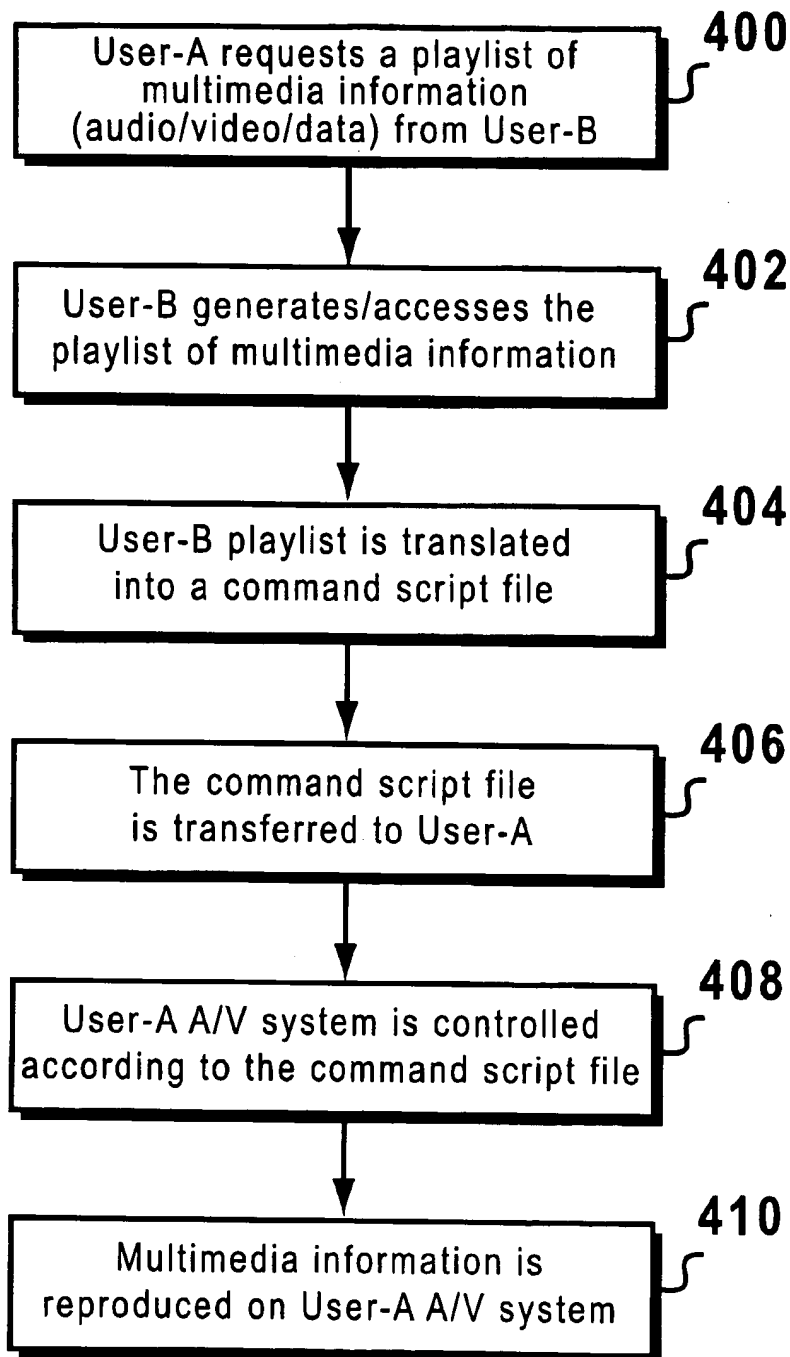 400
User-A requests a playlist of
multimedia information
(audio/video/data) from User-B
402
User-B generates/accesses the
playlist of multimedia information
404
User-B playlist is translated
into a command script file
406
The command script file
is transferred to User-A
408
User-A A/V system is controlled
according to the command script file
410
Multimedia information is
reproduced on User-A A/V system